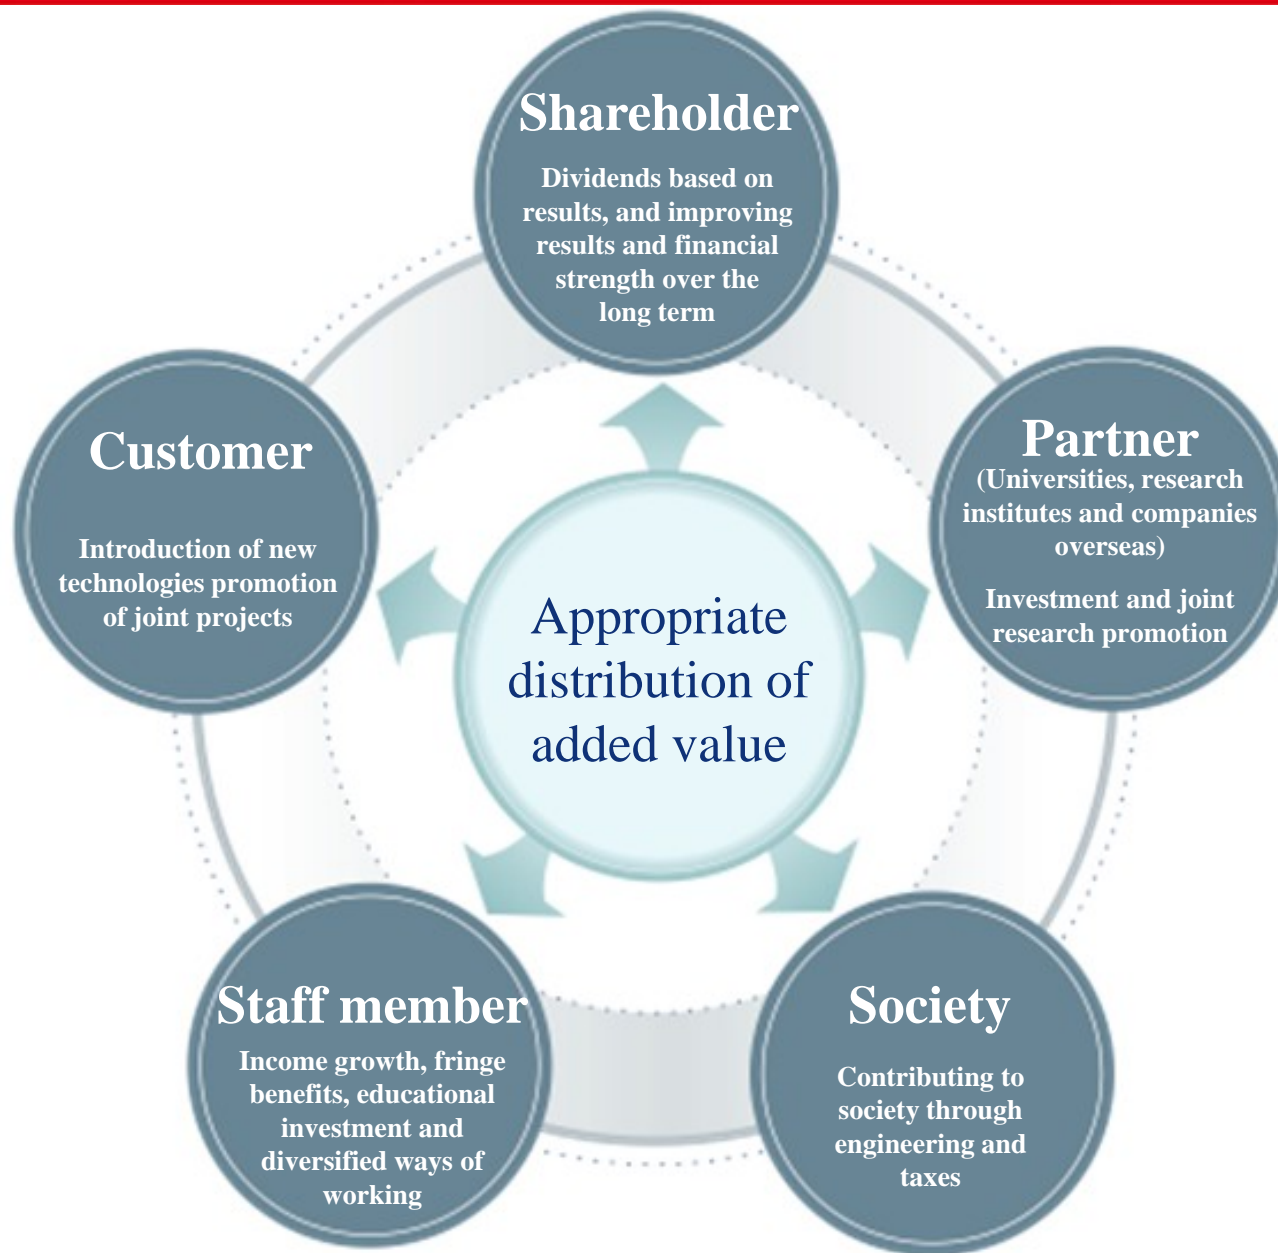 Shareholder
Dividends based on
results, and improving
results and financial
strength over the
long term
Customer
Introduction of new
technologies promotion
of joint projects
Partner
(Universities, research
institutes and companies
overseas)
Investment and joint
research promotion
Appropriate
distribution of
added value
Staff member
Income growth, fringe
benefits, educational
investment and
diversified ways of
working
Society
Contributing to
society through
engineering and
taxes